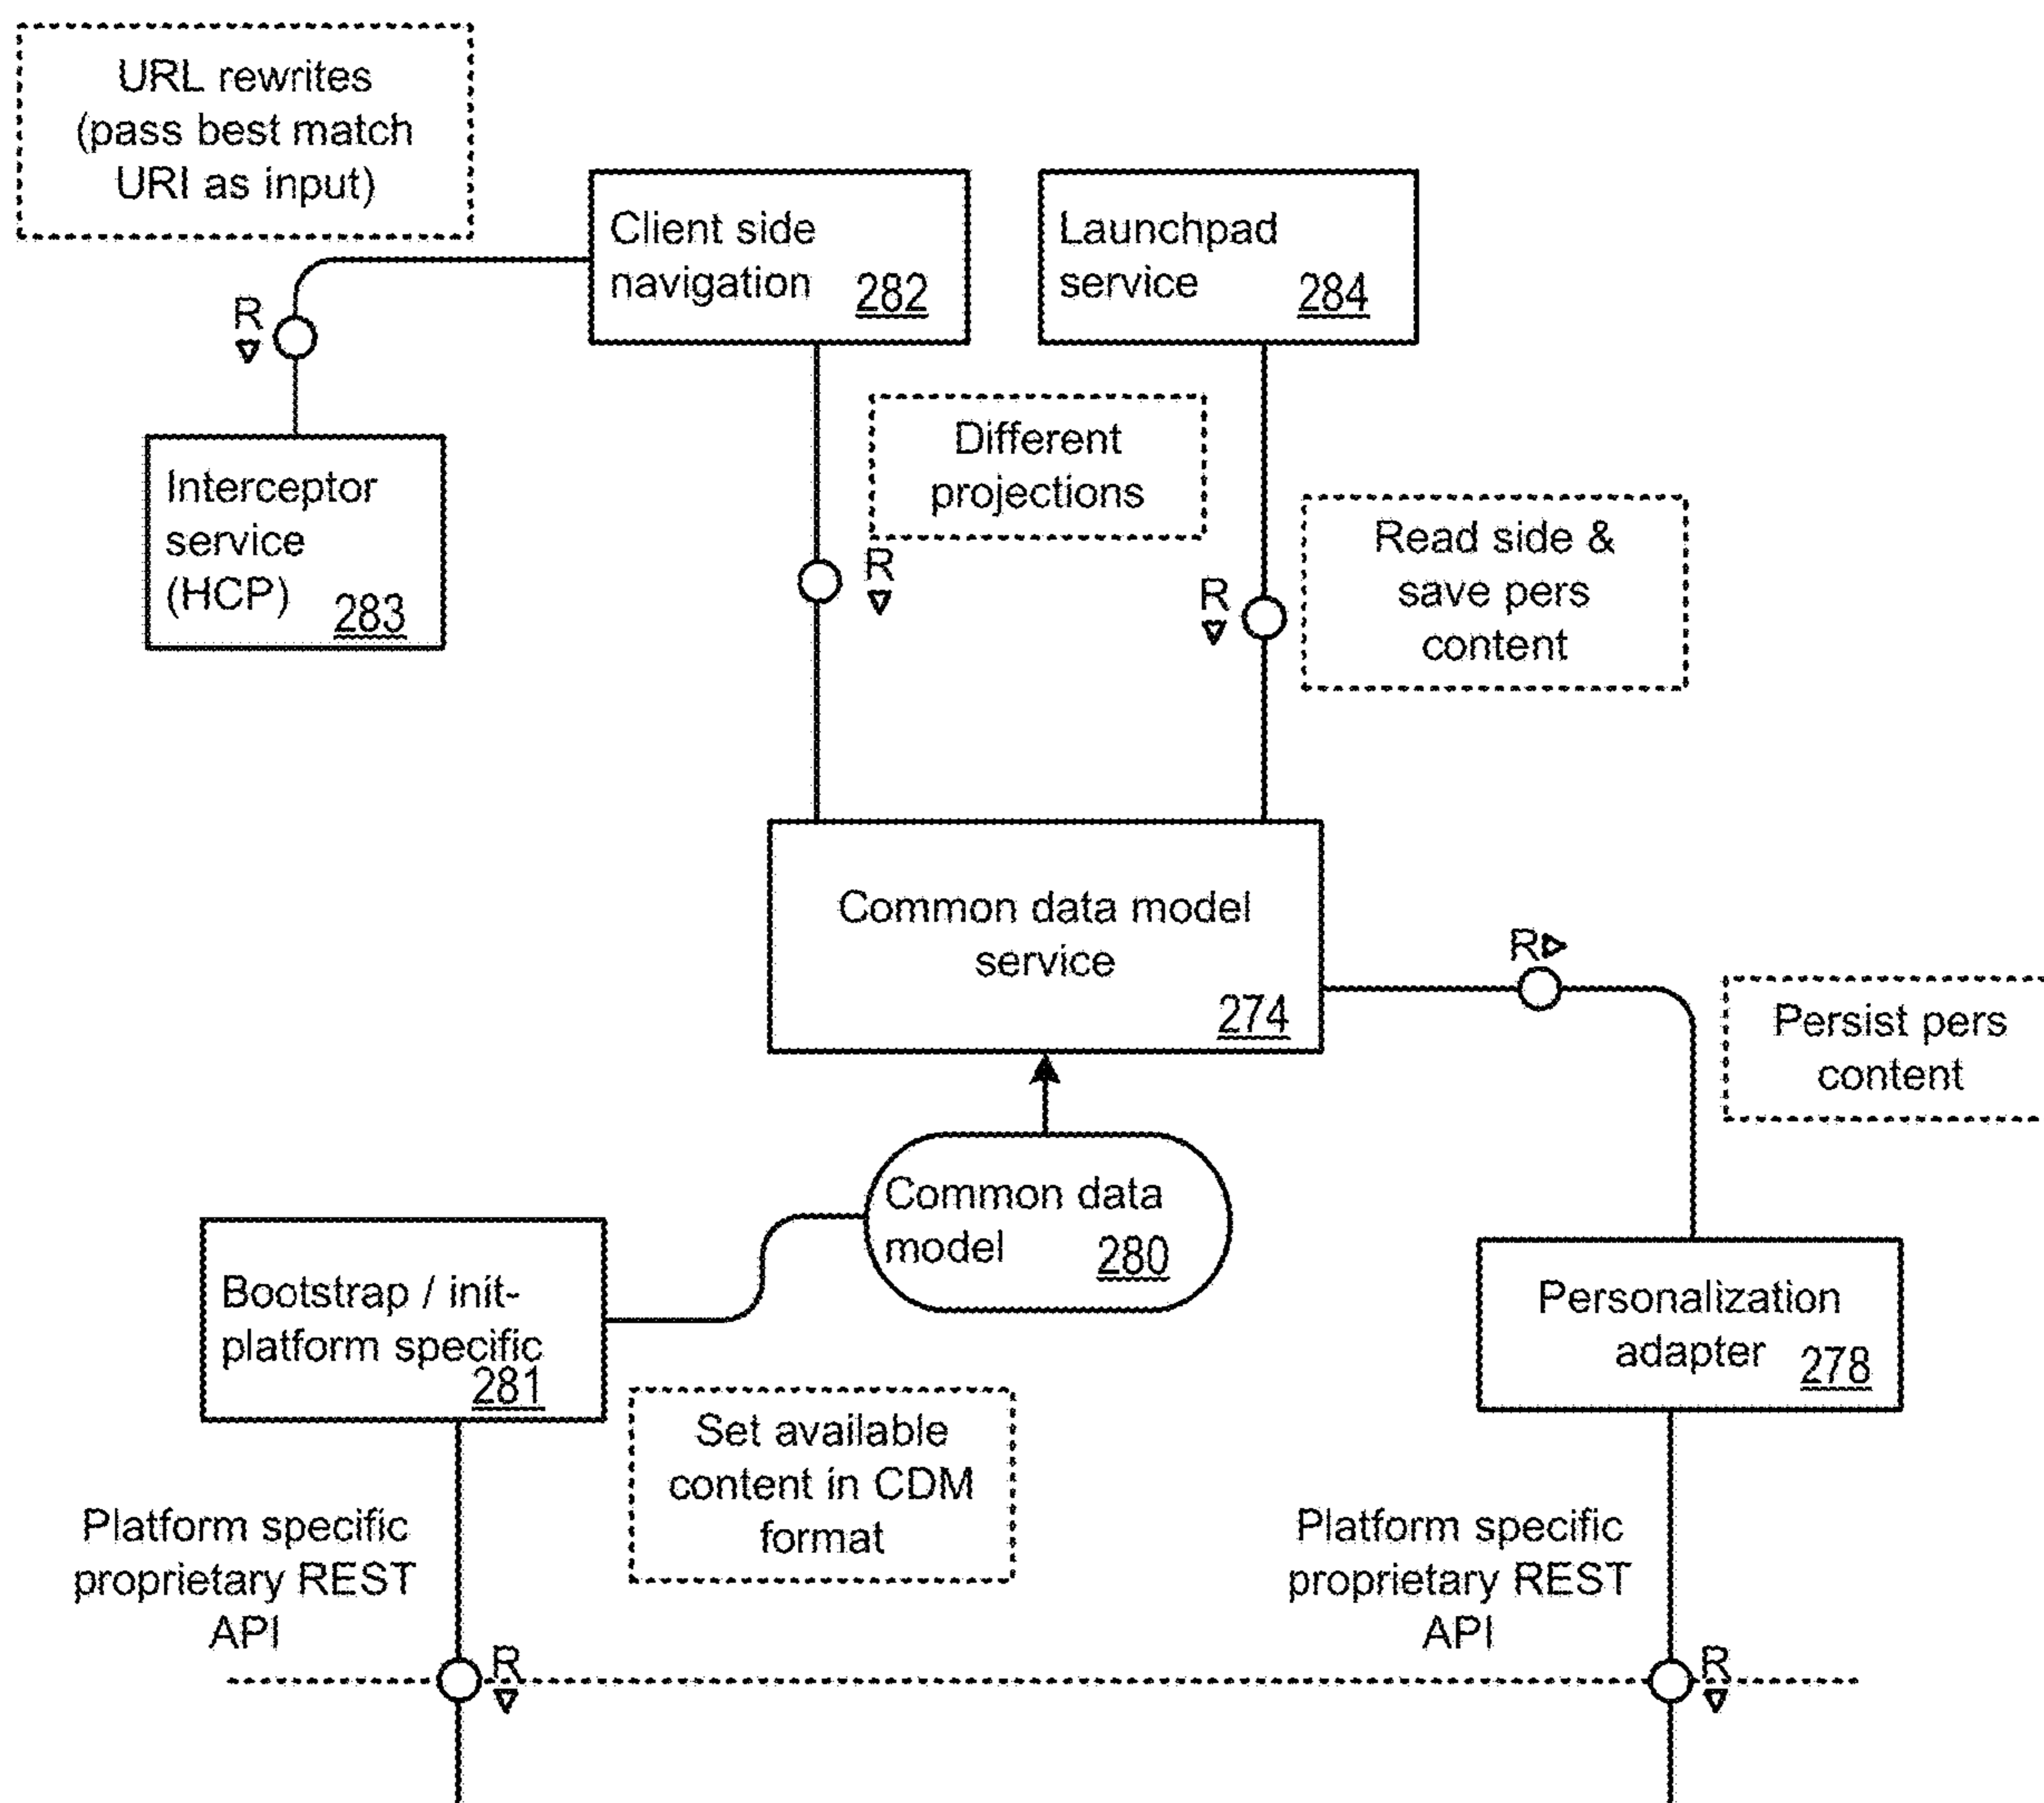 URL rewrites
(pass best match
URI as input)
Client side
navigation
282
Launchpad
service
284
R
Interceptor
service
(HCP)
283
Different
projections
R
R
Read side &
save pers
content
Common data model
service
274
R
Persist pers
content
Common data
model
280
Bootstrap / init-
platform specific
281
Personalization
adapter
278
Set available
content in CDM
format
Platform specific
proprietary REST
API
R
Platform specific
proprietary REST
API
R